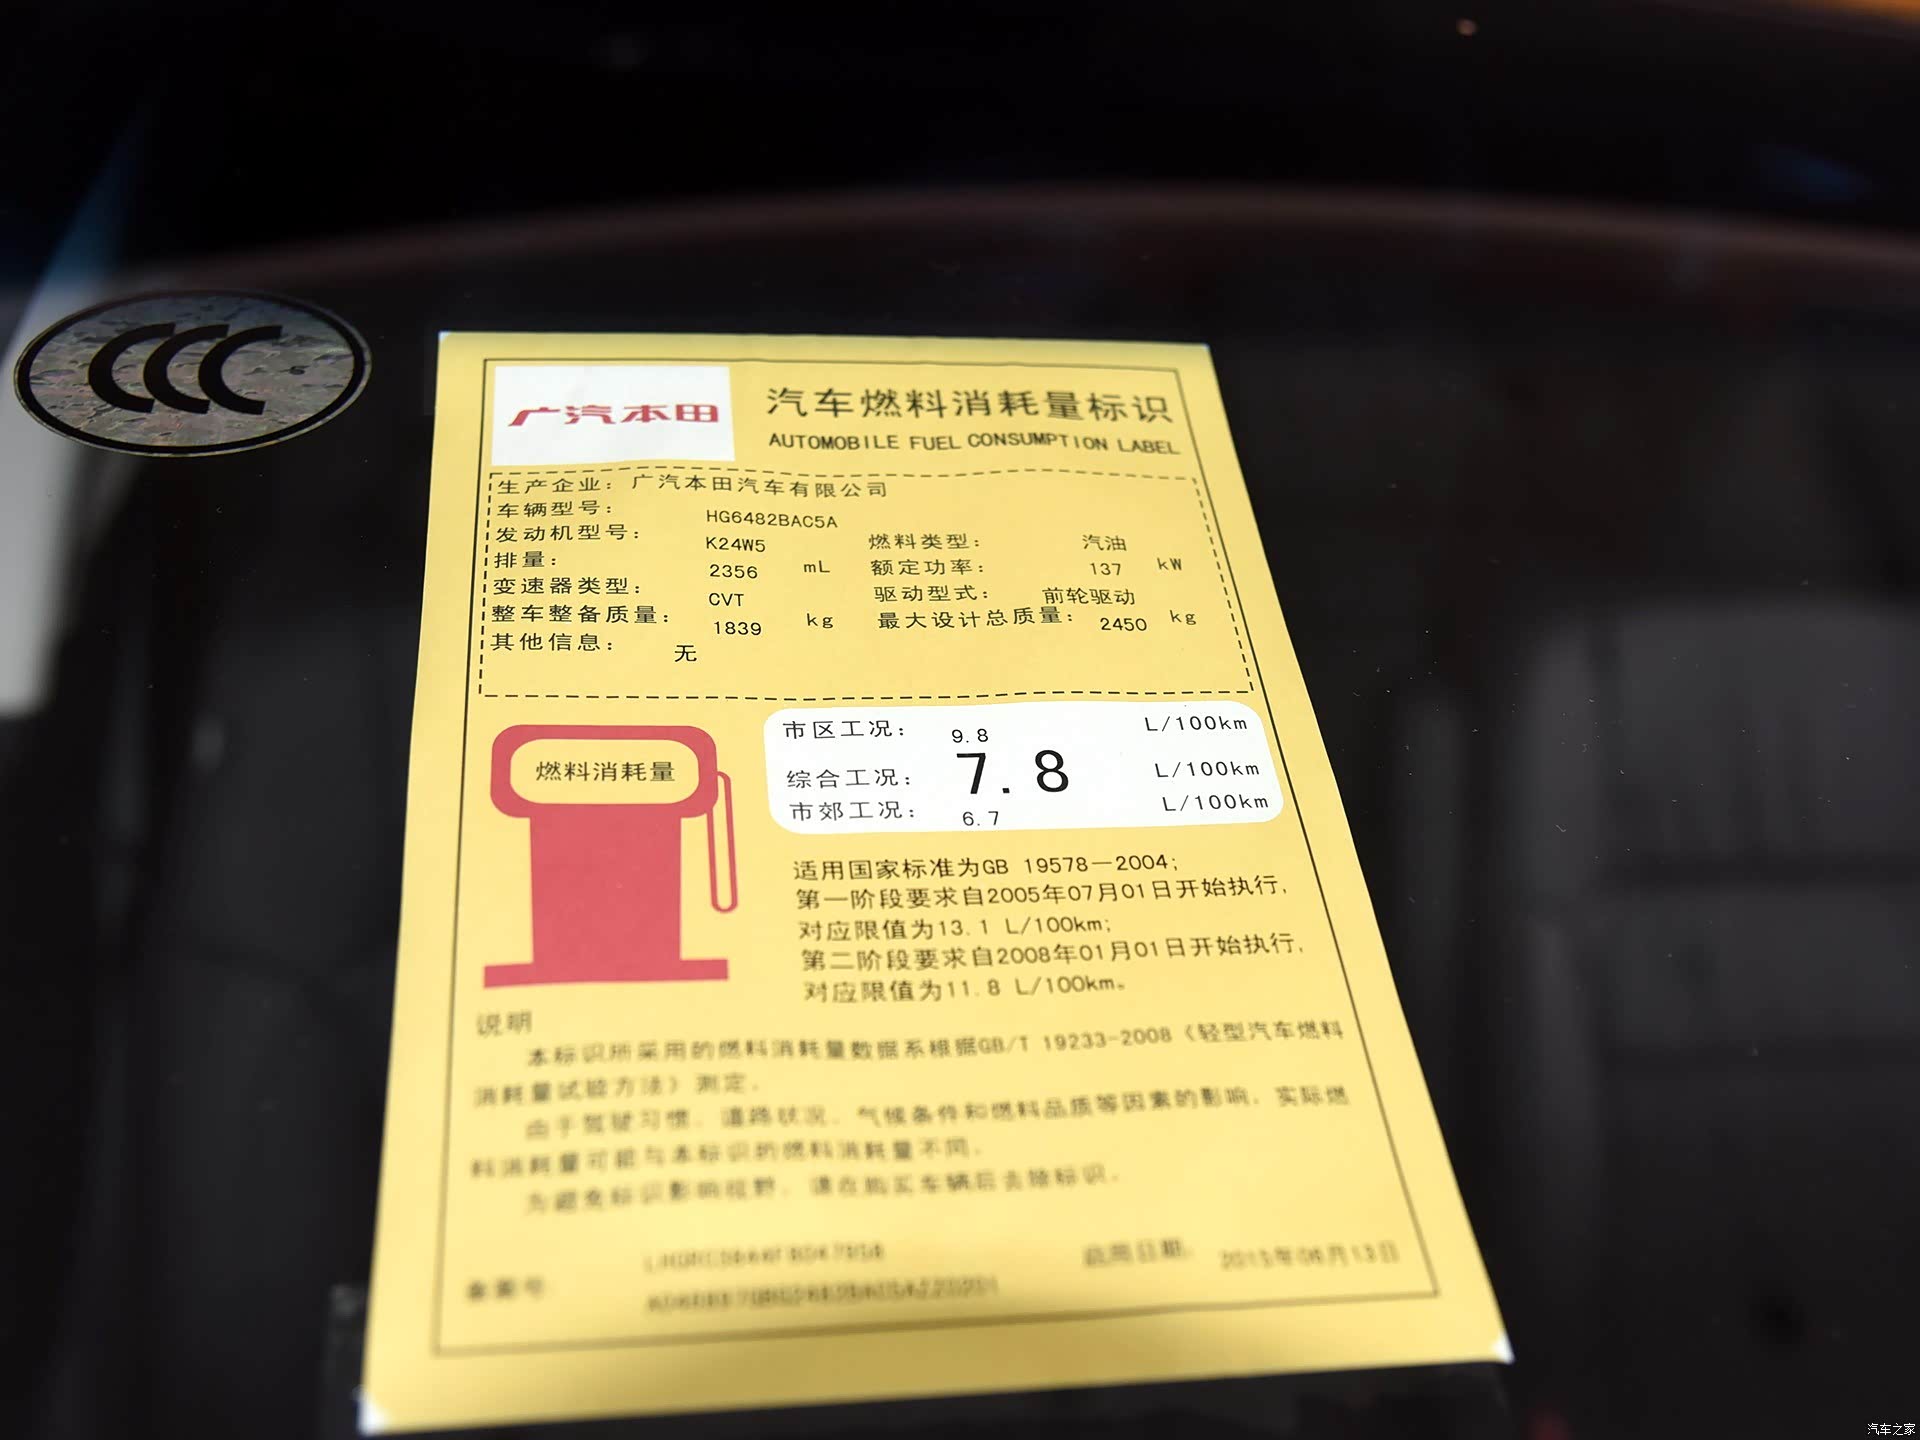 CCC
S
广汽本田
汽车燃料消耗量标识
AUTOMOBILE FUEL CONSUMPTION LABEL
生产企业: 广汽本田汽车有限公司
车辆型号: HG6482BAC5A
发动机型号: K24W5 燃料类型: 汽油
排量: 2356 mL 额定功率: 137 kW
变速器类型: CVT 驱动型式: 前轮驱动
整车整备质量: 1839 kg 最大设计总质量: 2450 kg
其他信息: 无
燃料消耗量
市区工况: 9.8 L/100km
综合工况: 7.8 L/100km
市郊工况: 6.7 L/100km
适用国家标准为GB 19578—2004;
第一阶段要求自2005年07月01日开始执行,
对应限值为13.1 L/100km;
第二阶段要求自2008年01月01日开始执行,
对应限值为11.8 L/100km。
说明
本标识所采用的燃料消耗量数据系根据GB/T 19233-2008《轻型汽车燃料
消耗量试验方法》测定。
由于驾驶习惯、道路状况、气候条件和燃料品质等因素的影响,实际燃
料消耗量可能与本标识的燃料消耗量不同。
为避免标识影响视野,请在购买车辆后去除标识。
备案号:
启用日期: 2015年06月13日
汽车之家